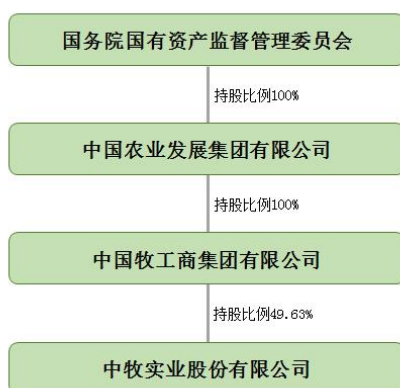 国务院国有资产监督管理委员会
持股比例100%
中国农业发展集团有限公司
持股比例100%
中国牧工商集团有限公司
持股比例49.63%
中牧实业股份有限公司